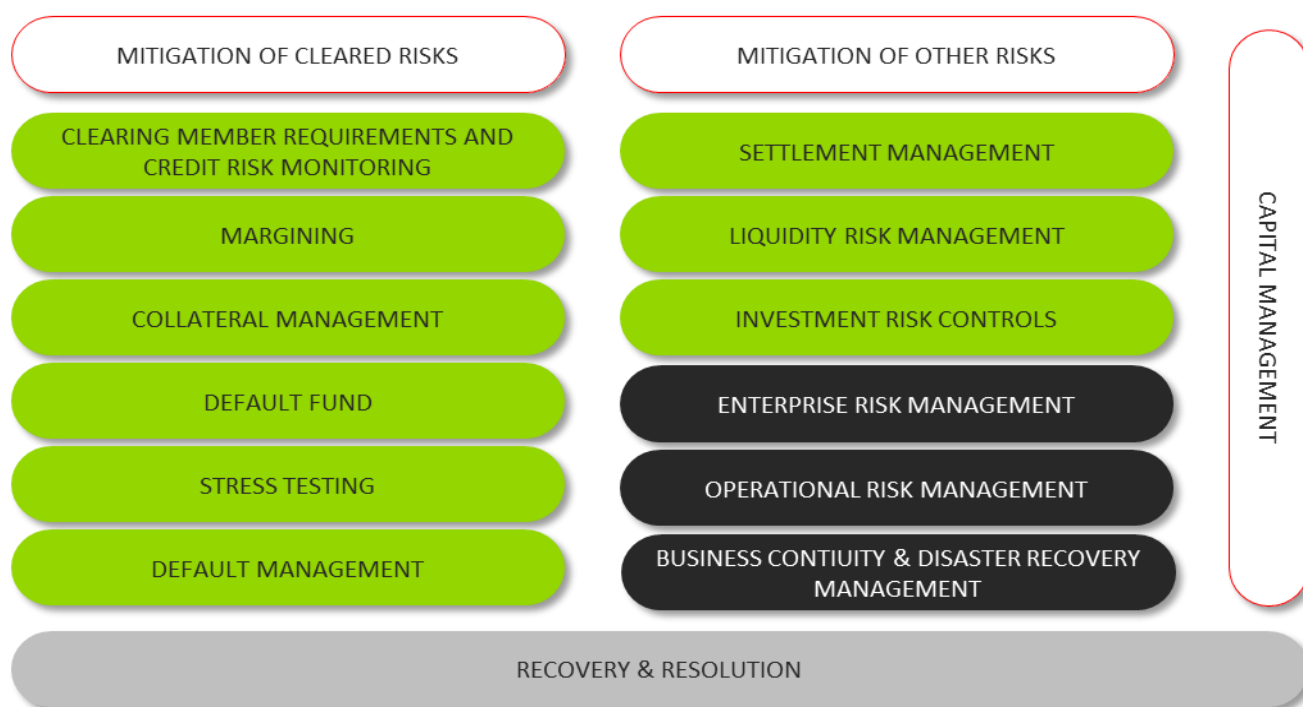 MITIGATION OF CLEARED RISKS
CLEARING MEMBER REQUIREMENTS AND
CREDIT RISK MONITORING
MARGINING
COLLATERAL MANAGEMENT
DEFAULT FUND
STRESS TESTING
DEFAULT MANAGEMENT
MITIGATION OF OTHER RISKS
SETTLEMENT MANAGEMENT
LIQUIDITY RISK MANAGEMENT
INVESTMENT RISK CONTROLS
ENTERPRISE RISK MANAGEMENT
OPERATIONAL RISK MANAGEMENT
BUSINESS CONTIUITY & DISASTER RECOVERY
MANAGEMENT
CAPITAL MANAGEMENT
RECOVERY & RESOLUTION